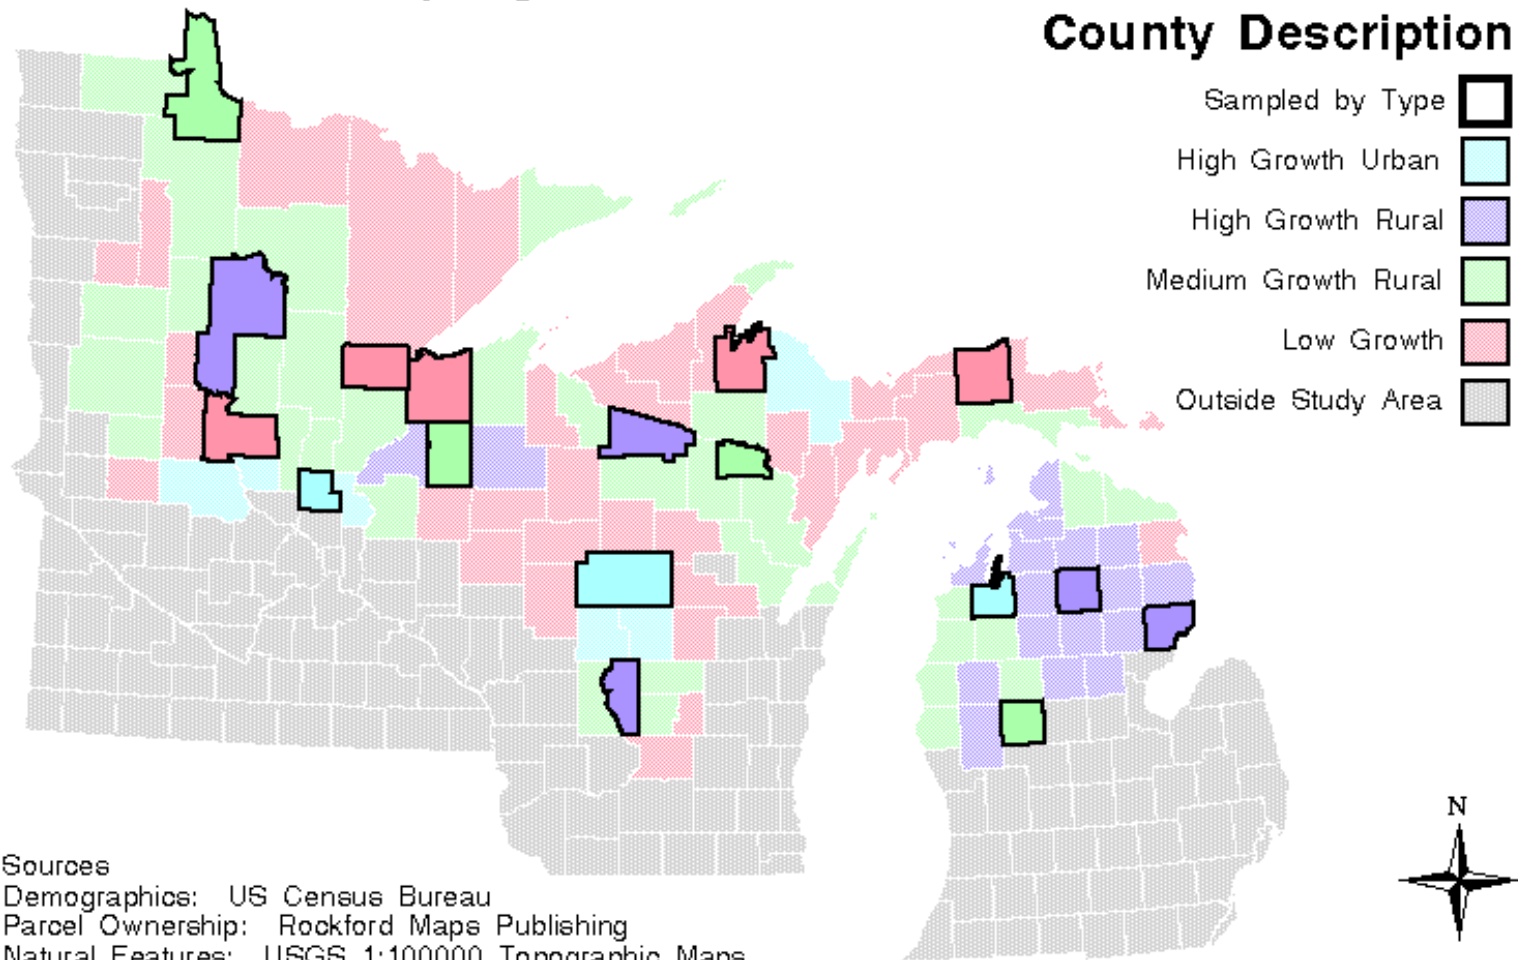 County Description
Sampled by Type
High Growth Urban
High Growth Rural
Medium Growth Rural
Low Growth
Outside Study Area
N
Sources
Demographics: US Census Bureau
Parcel Ownership: Rockford Maps Publishing
Natural Features: USGS 1:100000 Topographic Maps